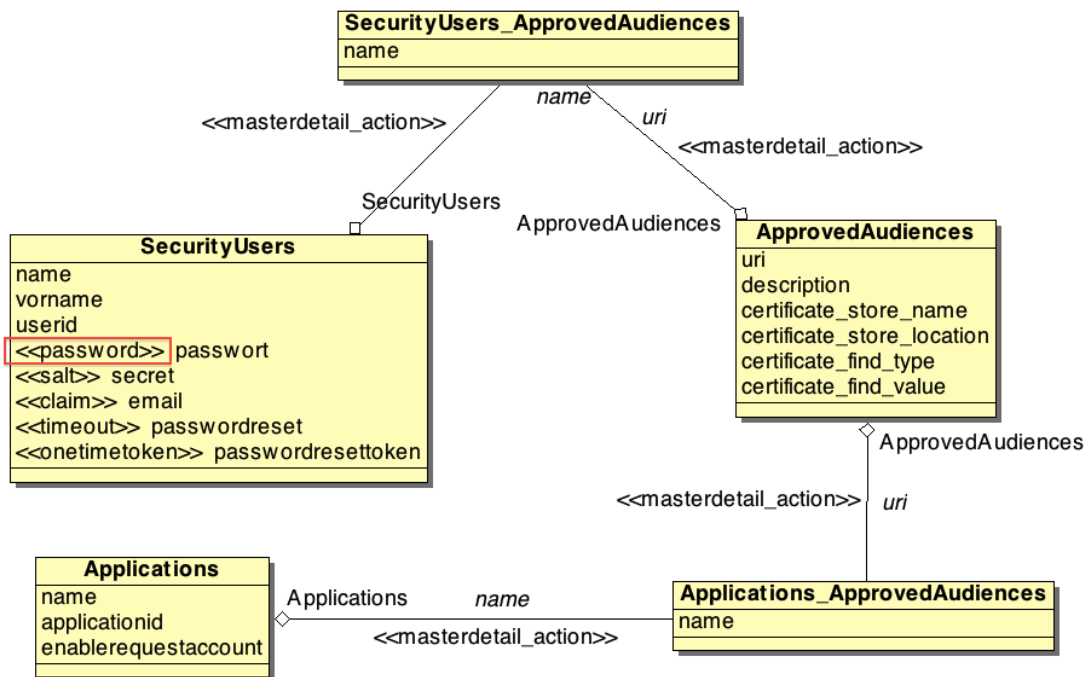 SecurityUsers_ApprovedAudiences
name
name
uri
<<masterdetail_action>>
<<masterdetail_action>>
SecurityUsers
ApprovedAudiences
SecurityUsers
name
vorname
userid
<<password>> passwort
<<salt>> secret
<<claim>> email
<<timeout>> passwordreset
<<onetimetoken>> passwordresettoken
ApprovedAudiences
uri
description
certificate_store_name
certificate_store_location
certificate_find_type
certificate_find_value
ApprovedAudiences
<<masterdetail_action>>
uri
Applications
name
applicationid
enablerequestaccount
Applications
name
<<masterdetail_action>>
Applications_ApprovedAudiences
name